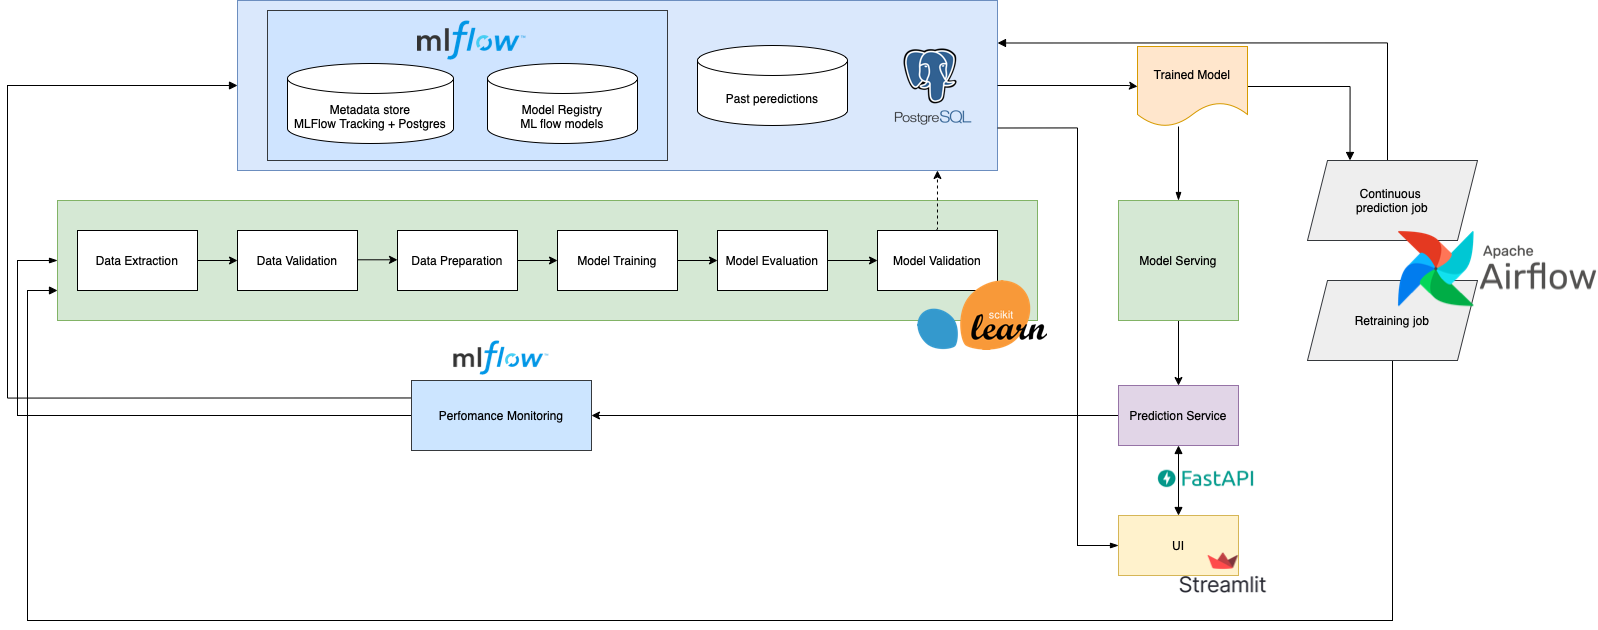 mlflow™
Metadata store
MLFlow Tracking + Postgres
Model Registry
ML flow models
Past peredictions
PostgreSQL
Trained Model
Continuous
prediction job
Apache
Airflow
Retraining job
Data Extraction
Data Validation
Data Preparation
Model Training
Model Evaluation
Model Validation
scikit
learn
Model Serving
mlflow™
Perfomance Monitoring
Prediction Service
FastAPI
UI
Streamlit